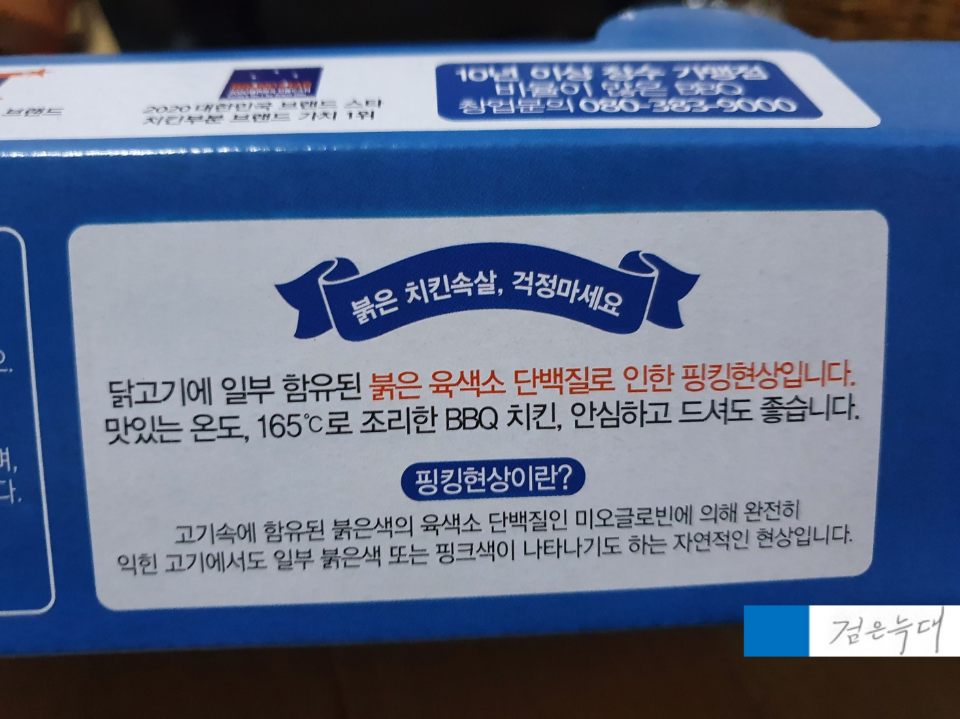 브랜드
2020 대한민국 브랜드 스타
치킨부분 브랜드 가치 1위
10년 이상 장수 가맹점
비율이 많은 BBQ
창업문의 080-383-9000
붉은 치킨속살, 걱정마세요
닭고기에 일부 함유된 붉은 육색소 단백질로 인한 핑킹현상입니다.
맛있는 온도, 165℃로 조리한 BBQ 치킨, 안심하고 드셔도 좋습니다.
핑킹현상이란?
고기속에 함유된 붉은색의 육색소 단백질인 미오글로빈에 의해 완전히
익힌 고기에서도 일부 붉은색 또는 핑크색이 나타나기도 하는 자연적인 현상입니다.
검은늑대